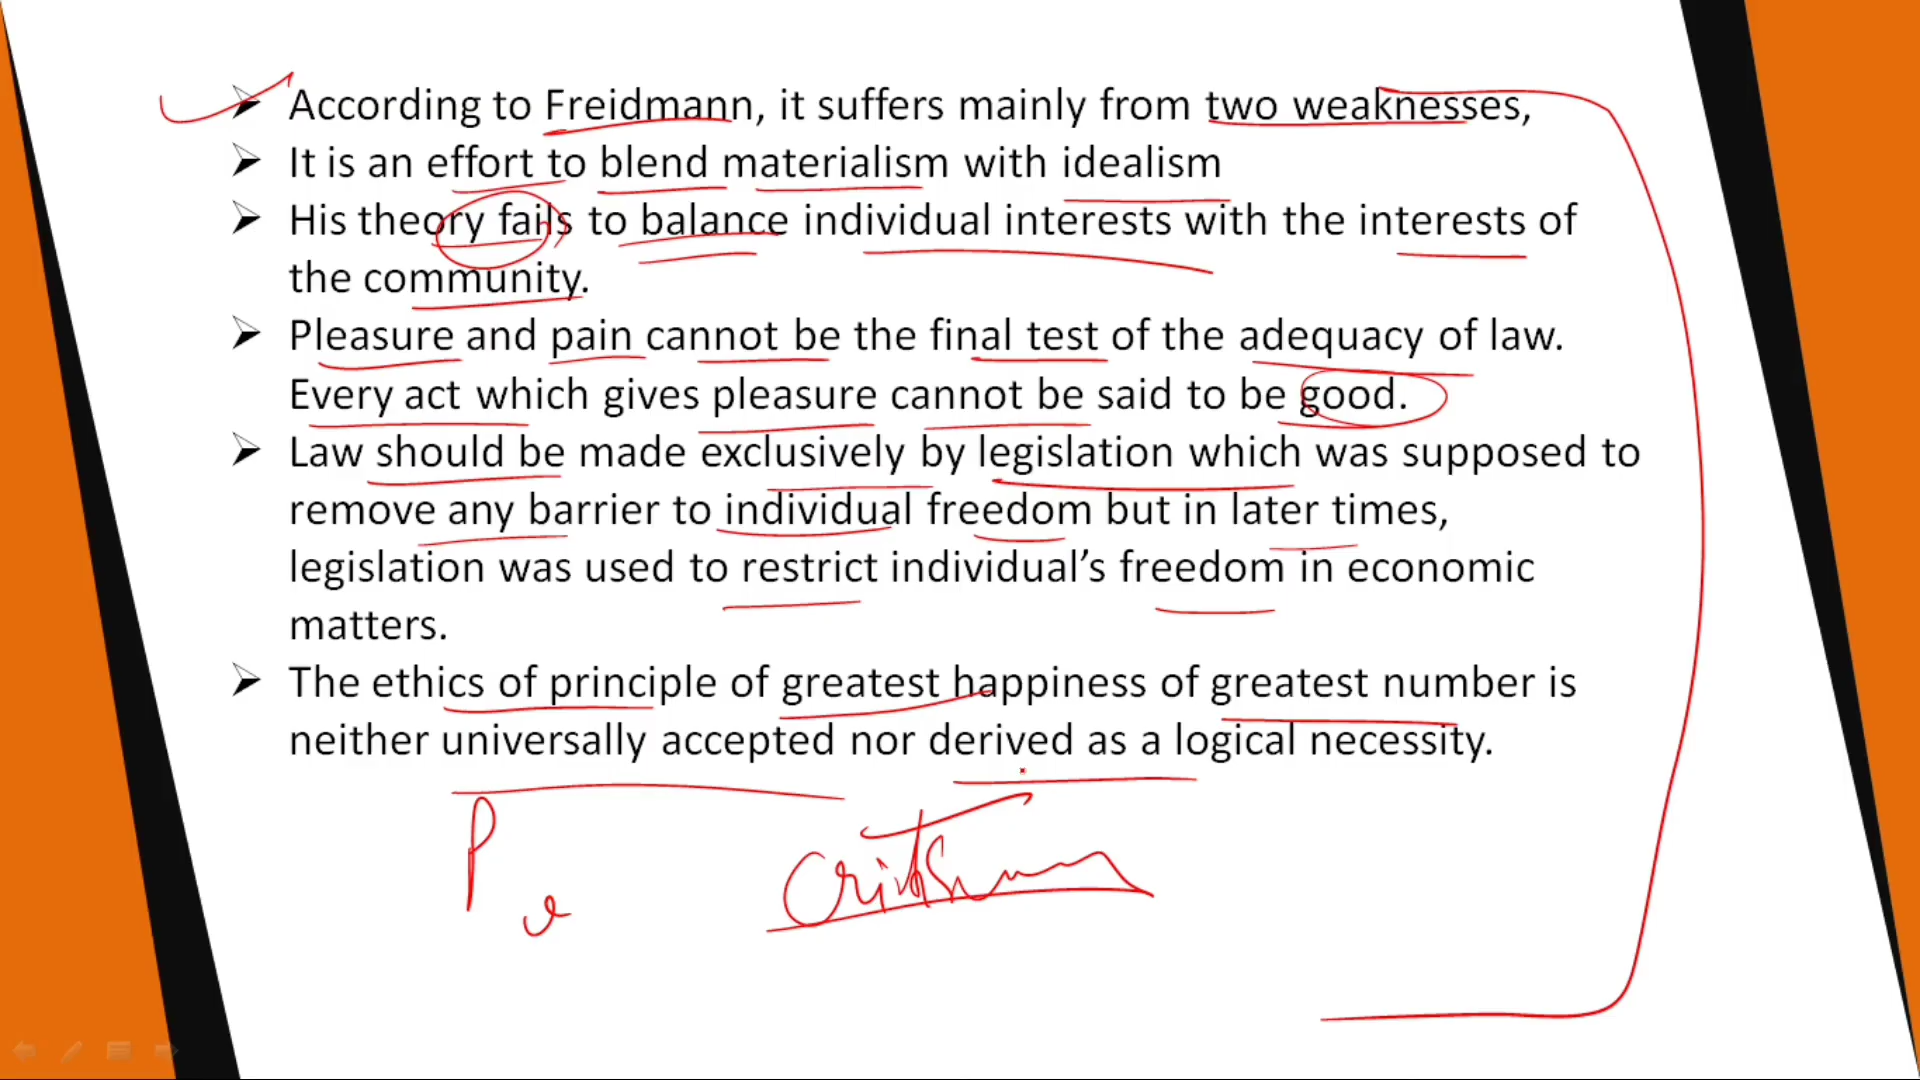 According to Freidmann, it suffers mainly from two weaknesses,
It is an effort to blend materialism with idealism
His theory fails to balance individual interests with the interests of
the community.
Pleasure and pain cannot be the final test of the adequacy of law.
Every act which gives pleasure cannot be said to be good.
Law should be made exclusively by legislation which was supposed to
remove any barrier to individual freedom but in later times,
legislation was used to restrict individual’s freedom in economic
matters.
The ethics of principle of greatest happiness of greatest number is
neither universally accepted nor derived as a logical necessity.
P